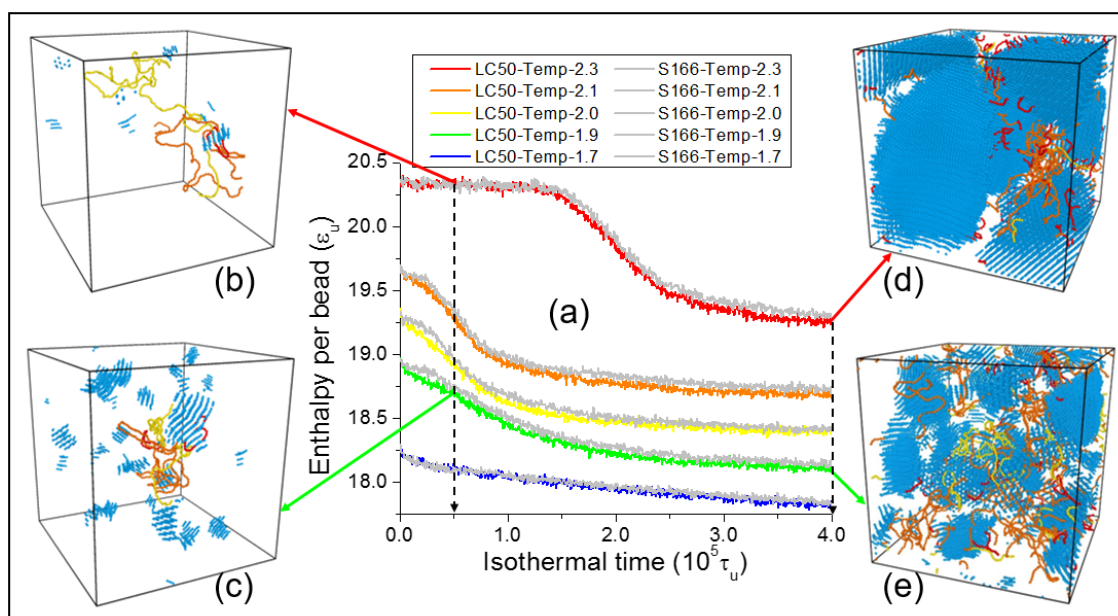 (b)
(d)
LC50-Temp-2.3 S166-Temp-2.3
LC50-Temp-2.1 S166-Temp-2.1
LC50-Temp-2.0 S166-Temp-2.0
LC50-Temp-1.9 S166-Temp-1.9
LC50-Temp-1.7 S166-Temp-1.7
Enthalpy per bead (εᵤ)
20.5
20.0
19.5
19.0
18.5
18.0
(a)
0.0 1.0 2.0 3.0 4.0
Isothermal time (10⁵τᵤ)
(c)
(e)